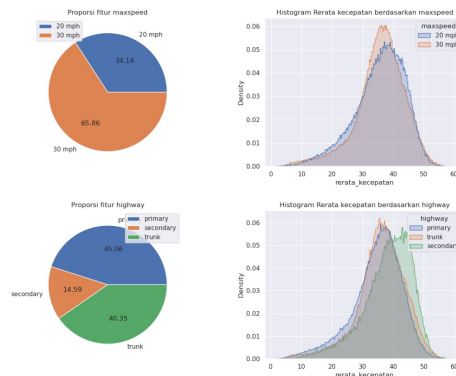 Proporsi fitur maxspeed
20 mph
30 mph
20 mph
34.14
65.86
30 mph
Histogram Rerata kecepatan berdasarkan maxspeed
maxspeed
20 mph
30 mph
Density
0.06
0.05
0.04
0.03
0.02
0.01
0.00
0 10 20 30 40 50 60
rerata_kecepatan
Proporsi fitur highway
primary
secondary
trunk
45.06
14.59
secondary
40.35
trunk
Histogram Rerata kecepatan berdasarkan highway
highway
primary
trunk
secondary
Density
0.06
0.05
0.04
0.03
0.02
0.01
0.00
0 10 20 30 40 50 60
rerata_kecepatan